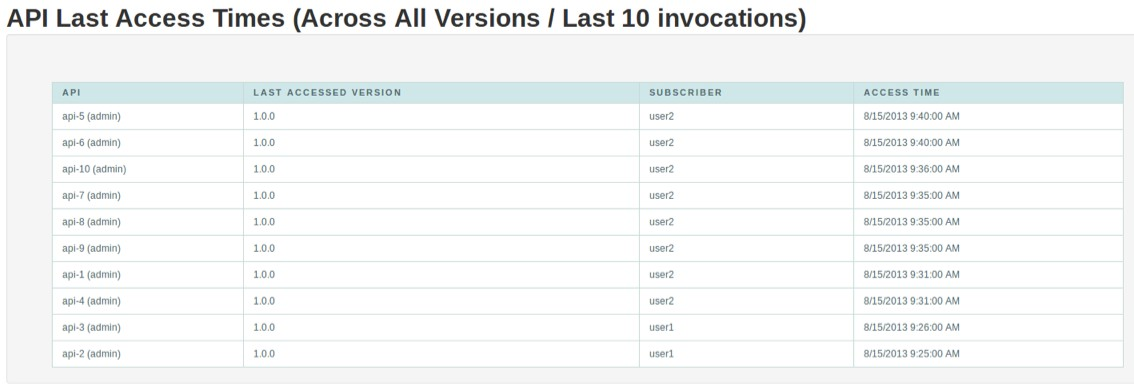 API Last Access Times (Across All Versions / Last 10 invocations)
API LAST ACCESSED VERSION SUBSCRIBER ACCESS TIME
api-5 (admin) 1.0.0 user2 8/15/2013 9:40:00 AM
api-6 (admin) 1.0.0 user2 8/15/2013 9:40:00 AM
api-10 (admin) 1.0.0 user2 8/15/2013 9:36:00 AM
api-7 (admin) 1.0.0 user2 8/15/2013 9:35:00 AM
api-8 (admin) 1.0.0 user2 8/15/2013 9:35:00 AM
api-9 (admin) 1.0.0 user2 8/15/2013 9:35:00 AM
api-1 (admin) 1.0.0 user2 8/15/2013 9:31:00 AM
api-4 (admin) 1.0.0 user2 8/15/2013 9:31:00 AM
api-3 (admin) 1.0.0 user1 8/15/2013 9:26:00 AM
api-2 (admin) 1.0.0 user1 8/15/2013 9:25:00 AM